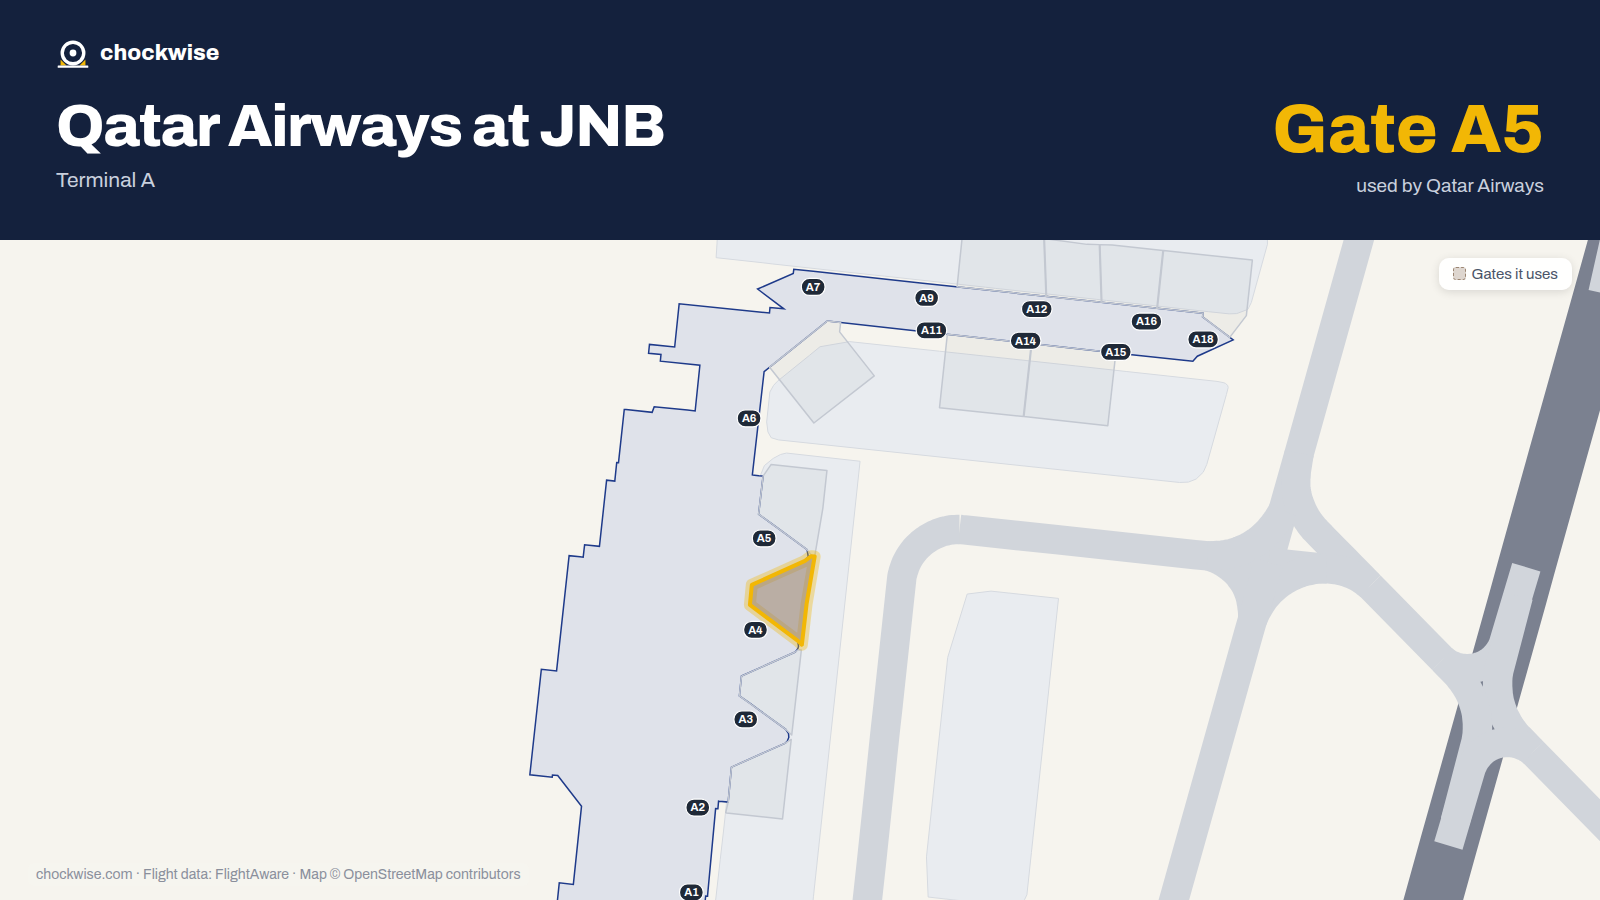 chockwise
Qatar Airways at JNB
Terminal A
Gate A5
used by Qatar Airways
Gates it uses
A7
A9
A12
A16
A11
A14
A18
A15
A6
A5
A4
A3
A2
A1
chockwise.com · Flight data: FlightAware · Map © OpenStreetMap contributors